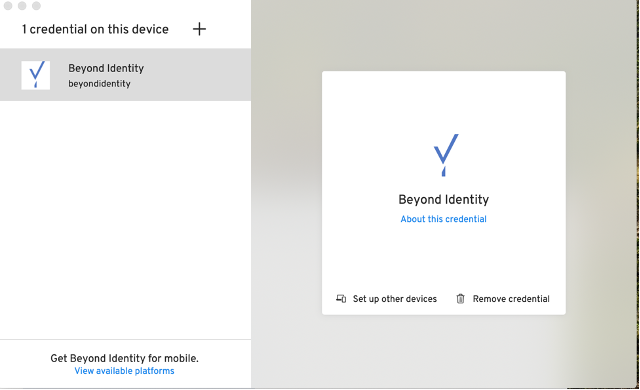 1 credential on this device
Beyond Identity
beyondidentity
Get Beyond Identity for mobile.
View available platforms
Beyond Identity
About this credential
Set up other devices
Remove credential